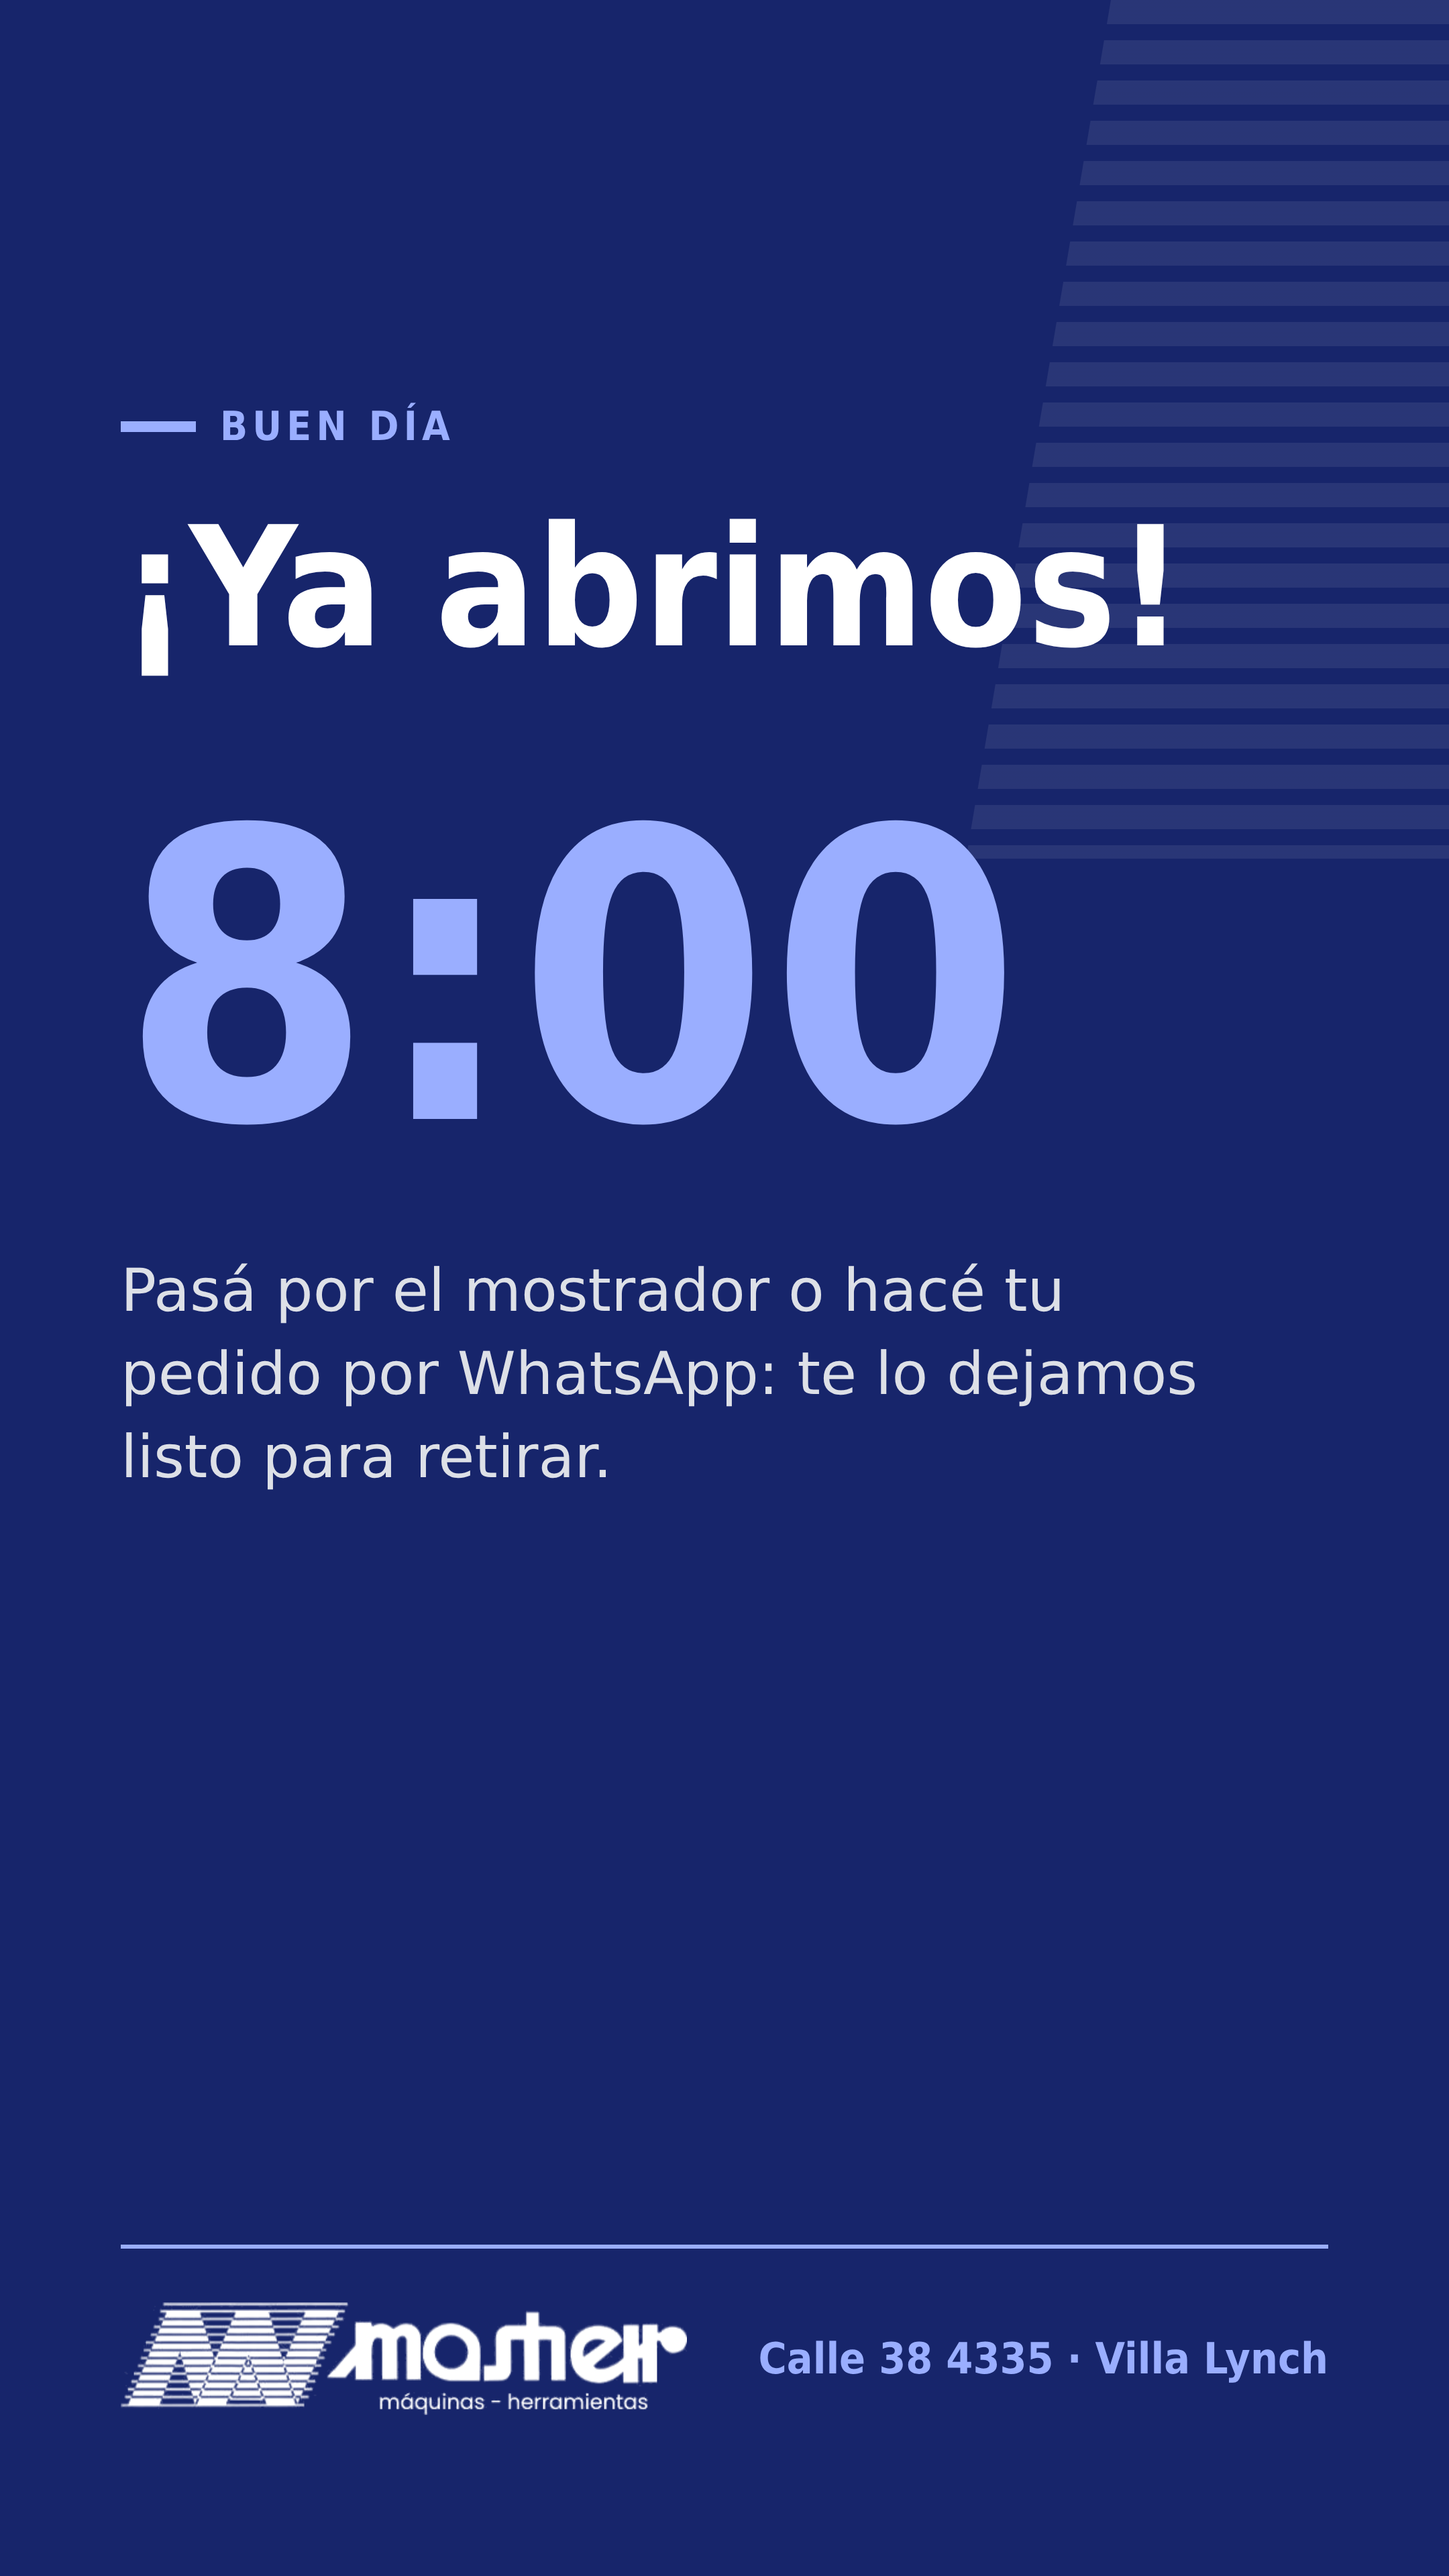 BUEN DÍA
¡Ya abrimos!
8:00
Pasá por el mostrador o hacé tu
pedido por WhatsApp: te lo dejamos
listo para retirar.
master
máquinas - herramientas
Calle 38 4335 · Villa Lynch